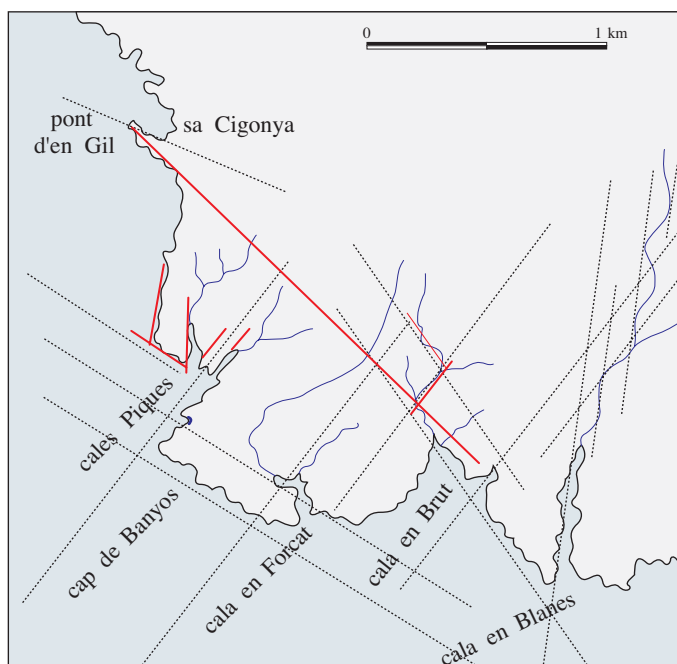 0
1 km
pont
d'en Gil
sa Cigonya
cales Piques
cap de Banyos
cala en Forcat
cala en Brut
cala en Blanes